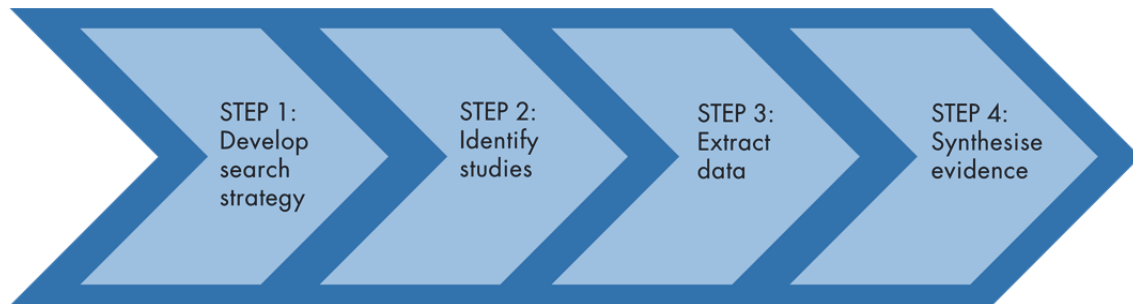 STEP 1:
Develop
search
strategy
STEP 2:
Identify
studies
STEP 3:
Extract
data
STEP 4:
Synthesise
evidence